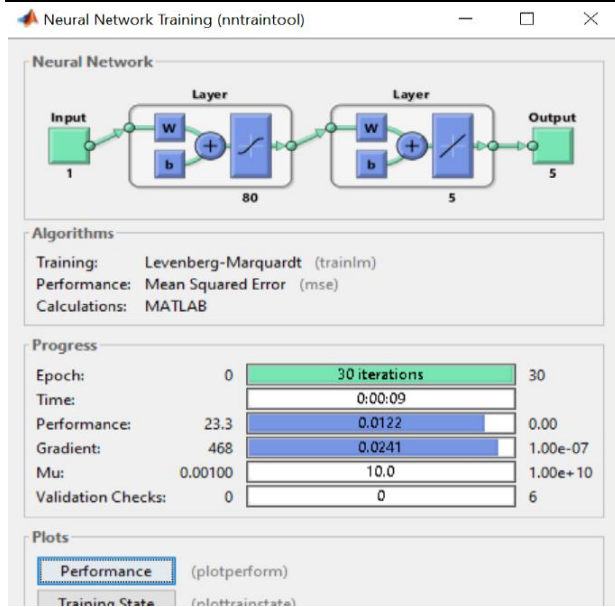 Neural Network Training (nntraintool)
Neural Network
Layer Layer
Input Output
W W
b b
1 80 5 5
Algorithms
Training: Levenberg-Marquardt (trainlm)
Performance: Mean Squared Error (mse)
Calculations: MATLAB
Progress
Epoch: 0 30 iterations 30
Time: 0:00:09
Performance: 23.3 0.0122 0.00
Gradient: 468 0.0241 1.00e-07
Mu: 0.00100 10.0 1.00e+10
Validation Checks: 0 0 6
Plots
Performance (plotperform)
Training State (plottrainstate)